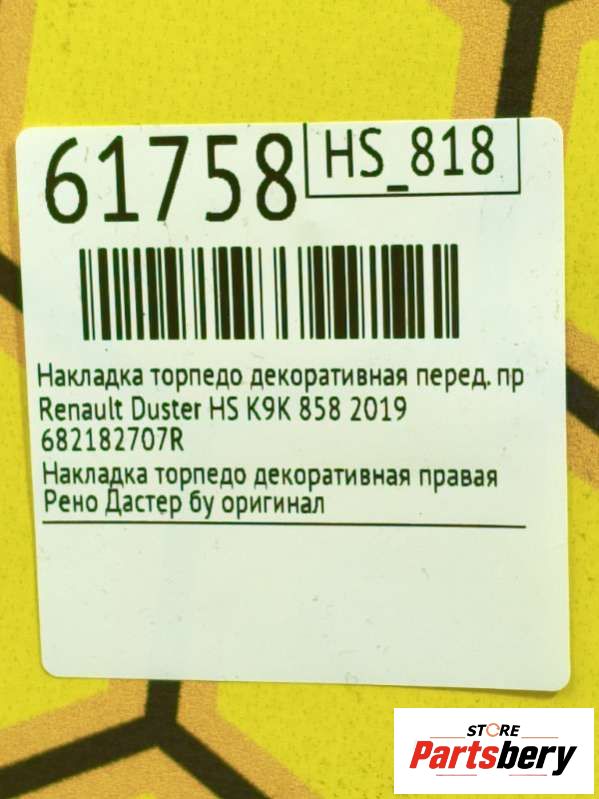 61758
HS_818
Накладка торпедо декоративная перед. пр
Renault Duster HS K9K 858 2019
682182707R
Накладка торпедо декоративная правая
Рено Дастер бу оригинал
STORE
Partsbery